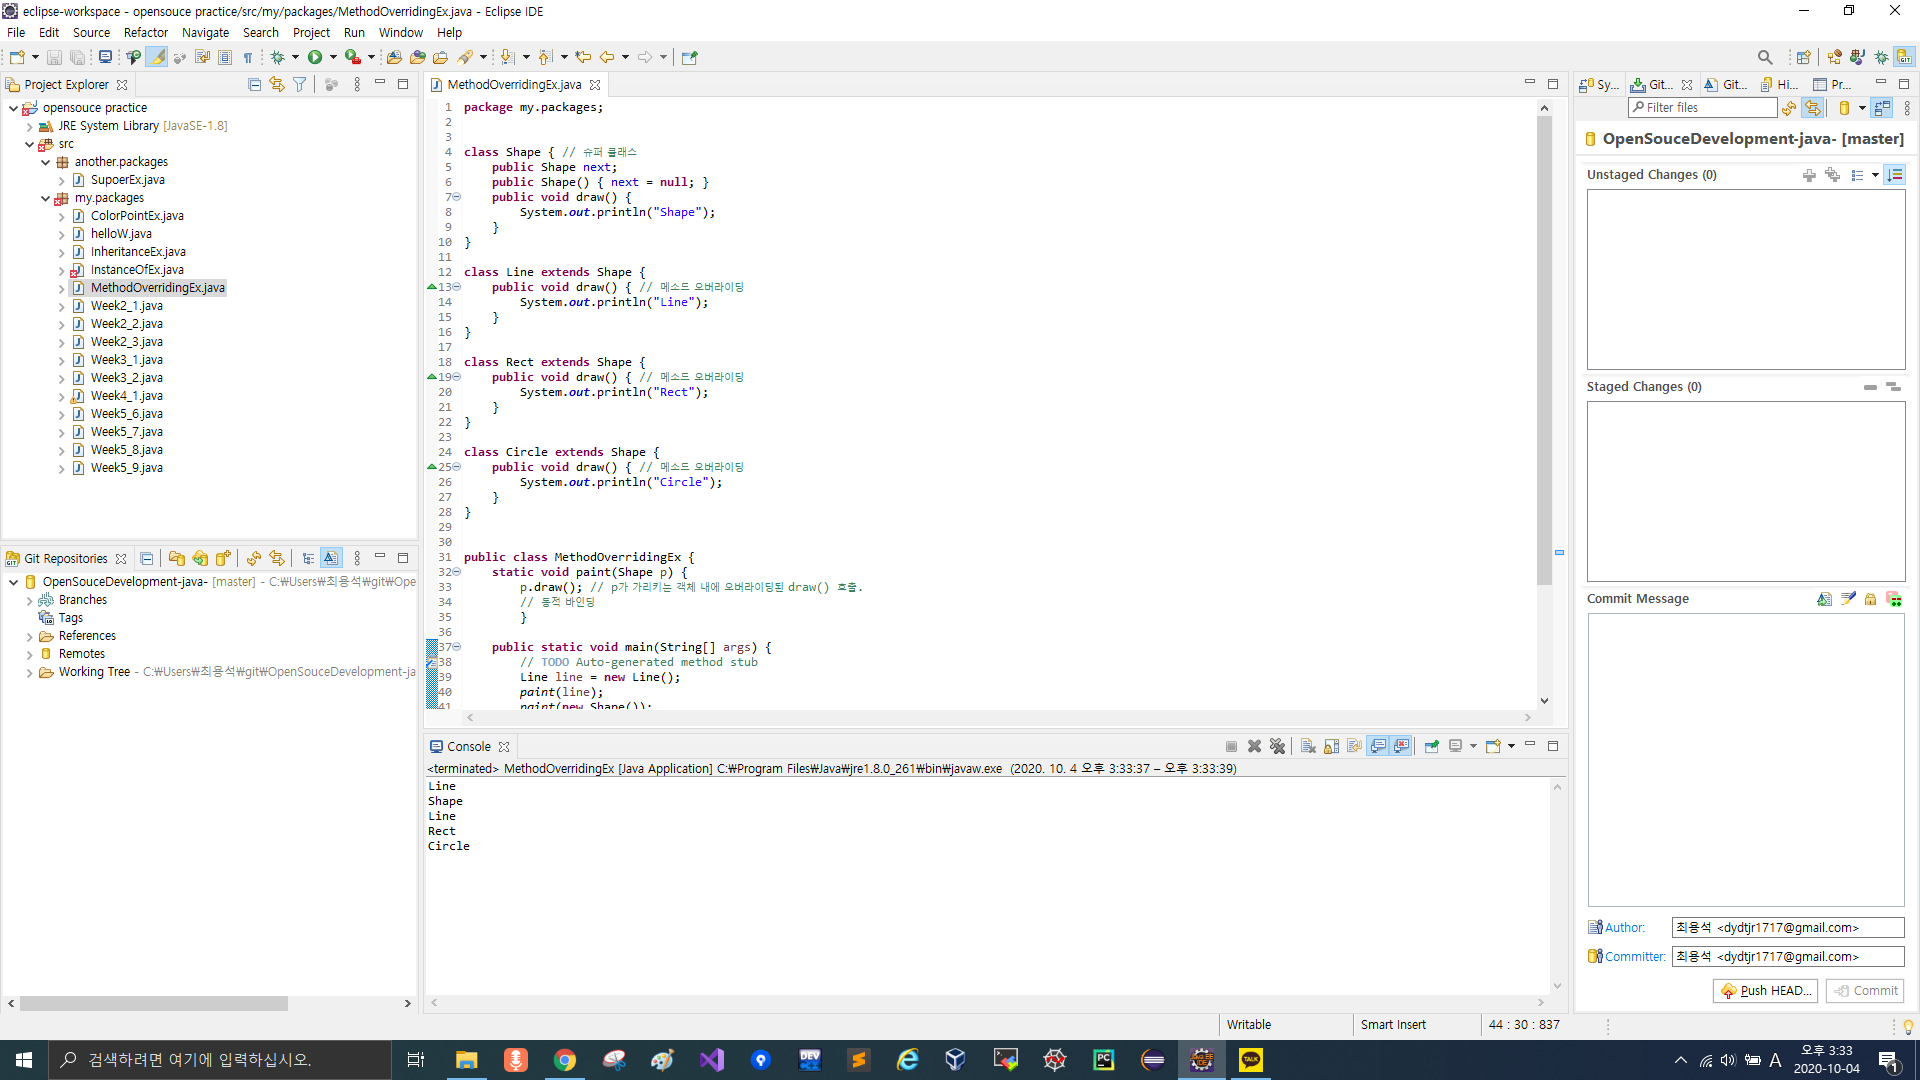 eclipse-workspace - opensouce practice/src/my/packages/MethodOverridingEx.java - Eclipse IDE
File Edit Source Refactor Navigate Search Project Run Window Help
Project Explorer
opensouce practice
JRE System Library [JavaSE-1.8]
src
another.packages
SupoerEx.java
my.packages
ColorPointEx.java
helloW.java
InheritanceEx.java
InstanceOfEx.java
MethodOverridingEx.java
Week2_1.java
Week2_2.java
Week2_3.java
Week3_1.java
Week3_2.java
Week4_1.java
Week5_6.java
Week5_7.java
Week5_8.java
Week5_9.java
Git Repositories
OpenSouceDevelopment-java- [master] - C:₩Users₩최용석₩git₩Ope
Branches
Tags
References
Remotes
Working Tree - C:₩Users₩최용석₩git₩OpenSouceDevelopment-ja
MethodOverridingEx.java
1 package my.packages;
2
3
4 class Shape { // 슈퍼 클래스
5 public Shape next;
6 public Shape() { next = null; }
7 public void draw() {
8 System.out.println("Shape");
9 }
10 }
11
12 class Line extends Shape {
13 public void draw() { // 메소드 오버라이딩
14 System.out.println("Line");
15 }
16 }
17
18 class Rect extends Shape {
19 public void draw() { // 메소드 오버라이딩
20 System.out.println("Rect");
21 }
22 }
23
24 class Circle extends Shape {
25 public void draw() { // 메소드 오버라이딩
26 System.out.println("Circle");
27 }
28 }
29
30
31 public class MethodOverridingEx {
32 static void paint(Shape p) {
33 p.draw(); // p가 가리키는 객체 내에 오버라이딩된 draw() 호출.
34 // 동적 바인딩
35 }
36
37 public static void main(String[] args) {
38 // TODO Auto-generated method stub
39 Line line = new Line();
40 paint(line);
41 paint(new Shape());
Console
<terminated> MethodOverridingEx [Java Application] C:₩Program Files₩Java₩jre1.8.0_261₩bin₩javaw.exe (2020. 10. 4 오후 3:33:37 – 오후 3:33:39)
Line
Shape
Line
Rect
Circle
Sy... Git... Git... Hi... Pr...
Filter files
OpenSouceDevelopment-java- [master]
Unstaged Changes (0)
Staged Changes (0)
Commit Message
Author: 최용석 <dydtjr1717@gmail.com>
Committer: 최용석 <dydtjr1717@gmail.com>
Push HEAD... Commit
Writable Smart Insert 44 : 30 : 837
검색하려면 여기에 입력하십시오.
A
오후 3:33
2020-10-04
1